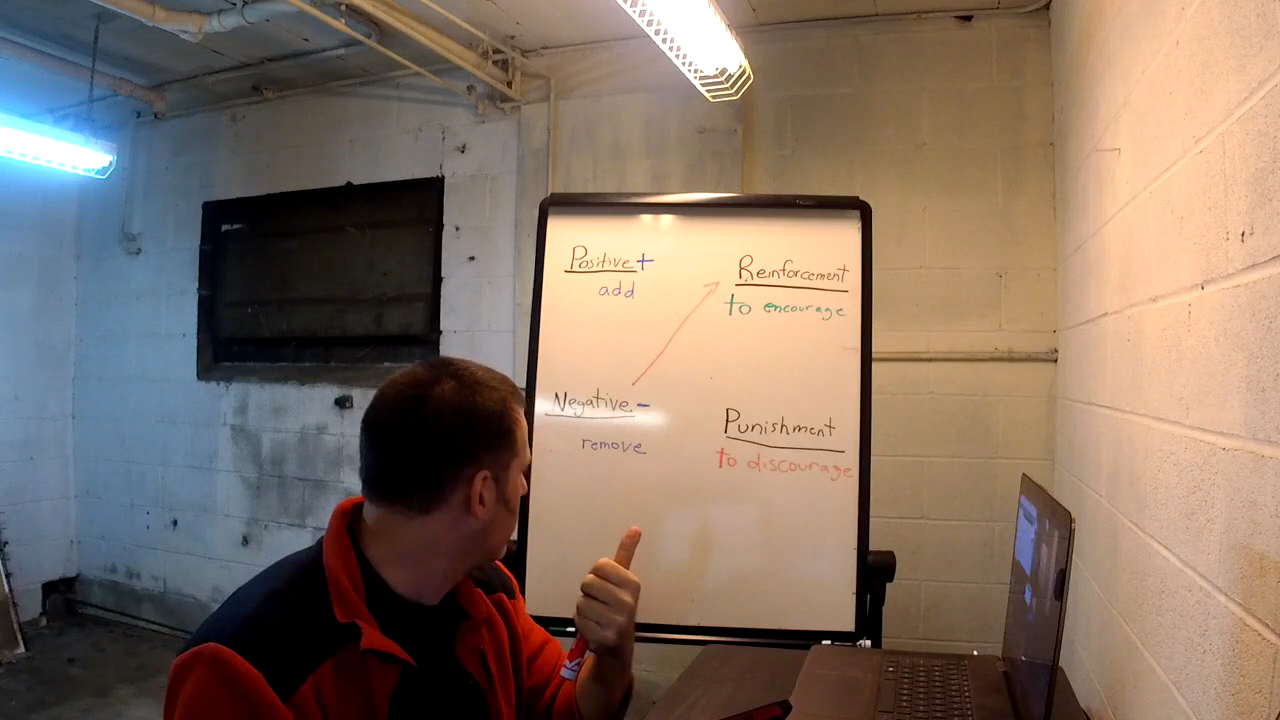 Positive +
add
Reinforcement
to encourage
Negative -
remove
Punishment
to discourage